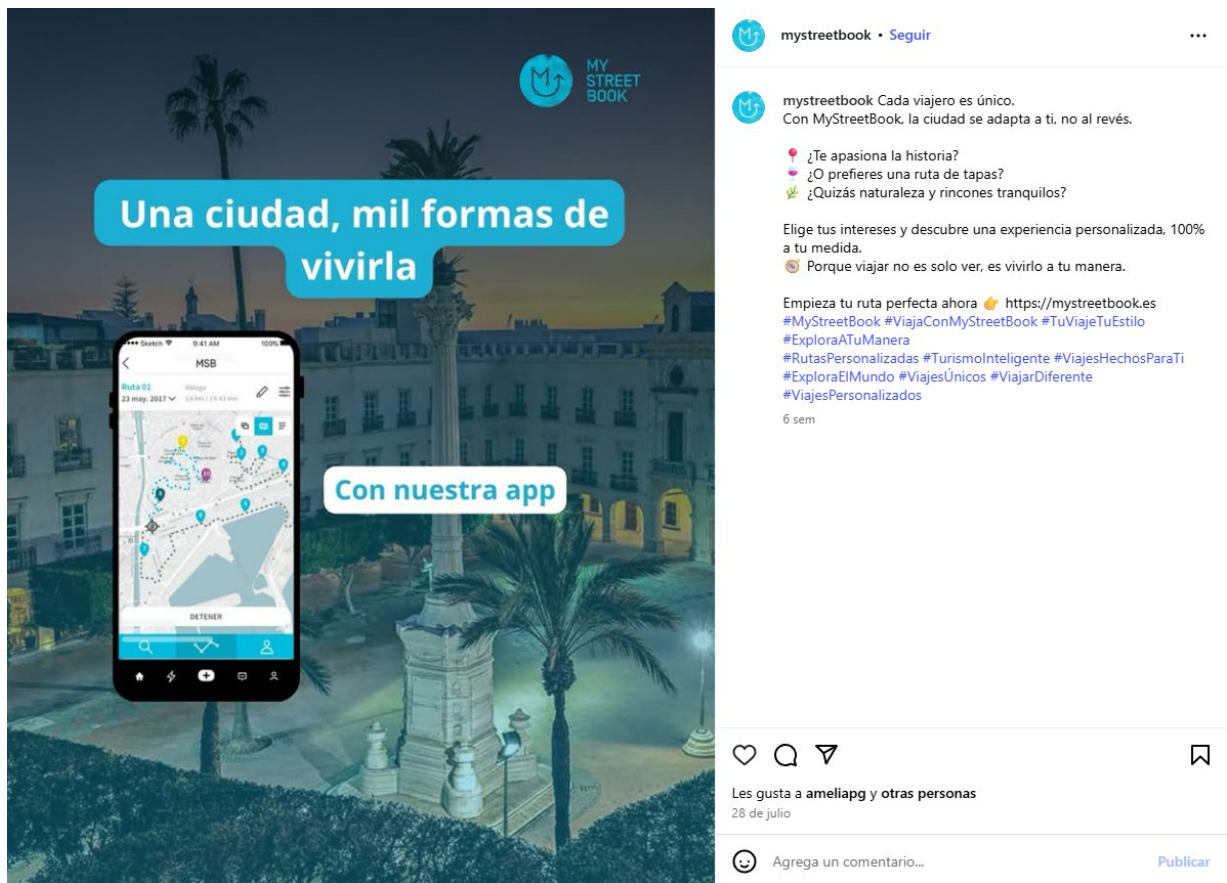 MY
STREET
BOOK
Una ciudad, mil formas de
vivirla
Sketch 9:41 AM 100%
MSB
Ruta 01 Málaga
23 may. 2017
DETENER
Con nuestra app
mystreetbook • Seguir
mystreetbook Cada viajero es único.
Con MyStreetBook, la ciudad se adapta a ti, no al revés.
📍 ¿Te apasiona la historia?
🍷 ¿O prefieres una ruta de tapas?
🌿 ¿Quizás naturaleza y rincones tranquilos?
Elige tus intereses y descubre una experiencia personalizada, 100%
a tu medida.
🧭 Porque viajar no es solo ver, es vivirlo a tu manera.
Empieza tu ruta perfecta ahora 👉 https://mystreetbook.es
#MyStreetBook #ViajaConMyStreetBook #TuViajeTuEstilo
#ExploraATuManera
#RutasPersonalizadas #TurismoInteligente #ViajesHechosParaTi
#ExploraElMundo #ViajesÚnicos #ViajarDiferente
#ViajesPersonalizados
6 sem
Les gusta a ameliapg y otras personas
28 de julio
Agrega un comentario... Publicar